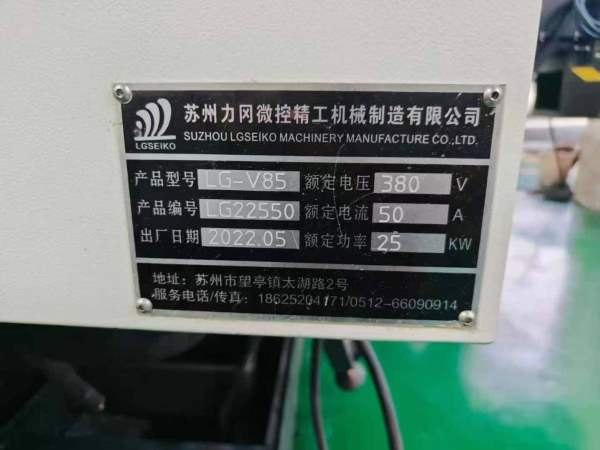 苏州力冈微控精工机械制造有限公司
LGSEIKO
SUZHOU LGSEIKO MACHINERY MANUFACTURE CO.,LTD.
产品型号 LG-V85 额定电压 380 V
产品编号 LG22550 额定电流 50 A
出厂日期 2022.05 额定功率 25 KW
地址: 苏州市望亭镇太湖路2号
服务电话/传真: 18625204171/0512-66090914